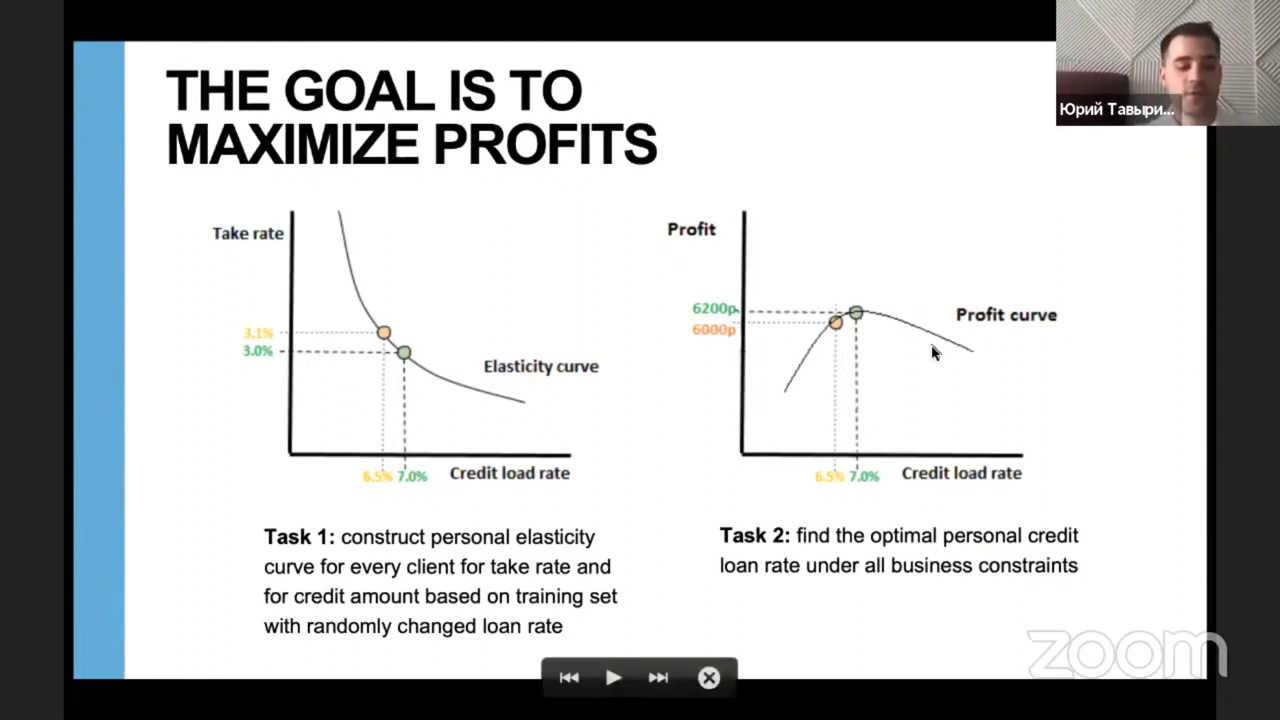 THE GOAL IS TO
MAXIMIZE PROFITS
Юрий Тавыри...
Take rate
3.1%
3.0%
Elasticity curve
6.5% 7.0%
Credit load rate
Profit
6200p
6000p
Profit curve
6.5% 7.0%
Credit load rate
Task 1: construct personal elasticity
curve for every client for take rate and
for credit amount based on training set
with randomly changed loan rate
Task 2: find the optimal personal credit
loan rate under all business constraints
zoom